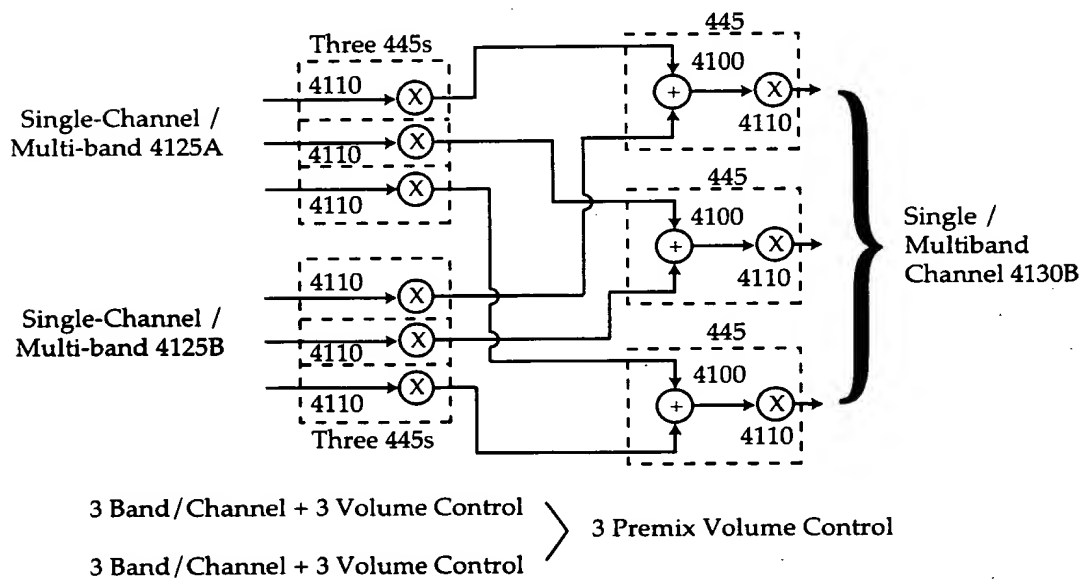 Three 445s
4110
4110
4110
Single-Channel /
Multi-band 4125A
4110
4110
4110
Single-Channel /
Multi-band 4125B
Three 445s
X
X
X
X
X
X
445
4100
+
X
4110
445
4100
+
X
4110
445
4100
+
X
4110
Single /
Multiband
Channel 4130B
3 Band/Channel + 3 Volume Control
3 Band/Channel + 3 Volume Control
3 Premix Volume Control